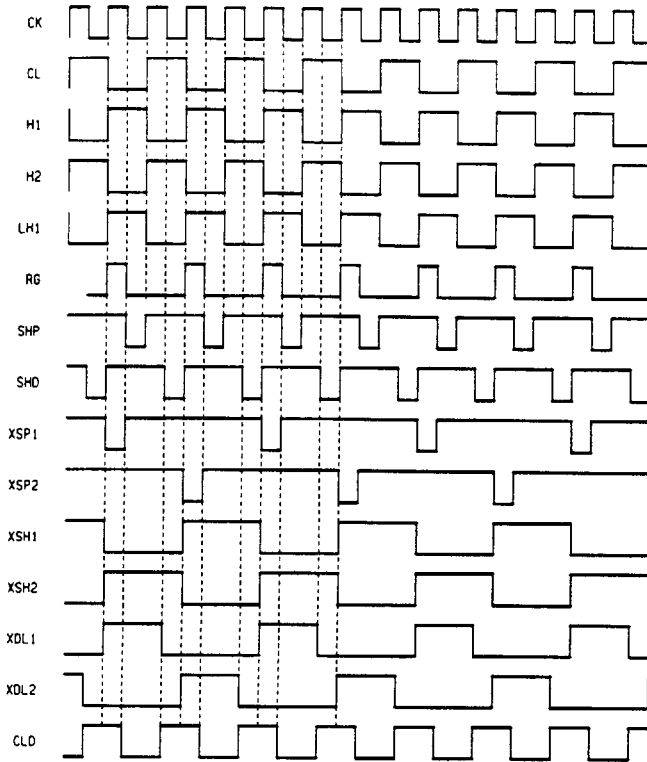 CK
CL
H1
H2
LH1
RG
SHP
SHD
XSP1
XSP2
XSH1
XSH2
XDL1
XDL2
CLD